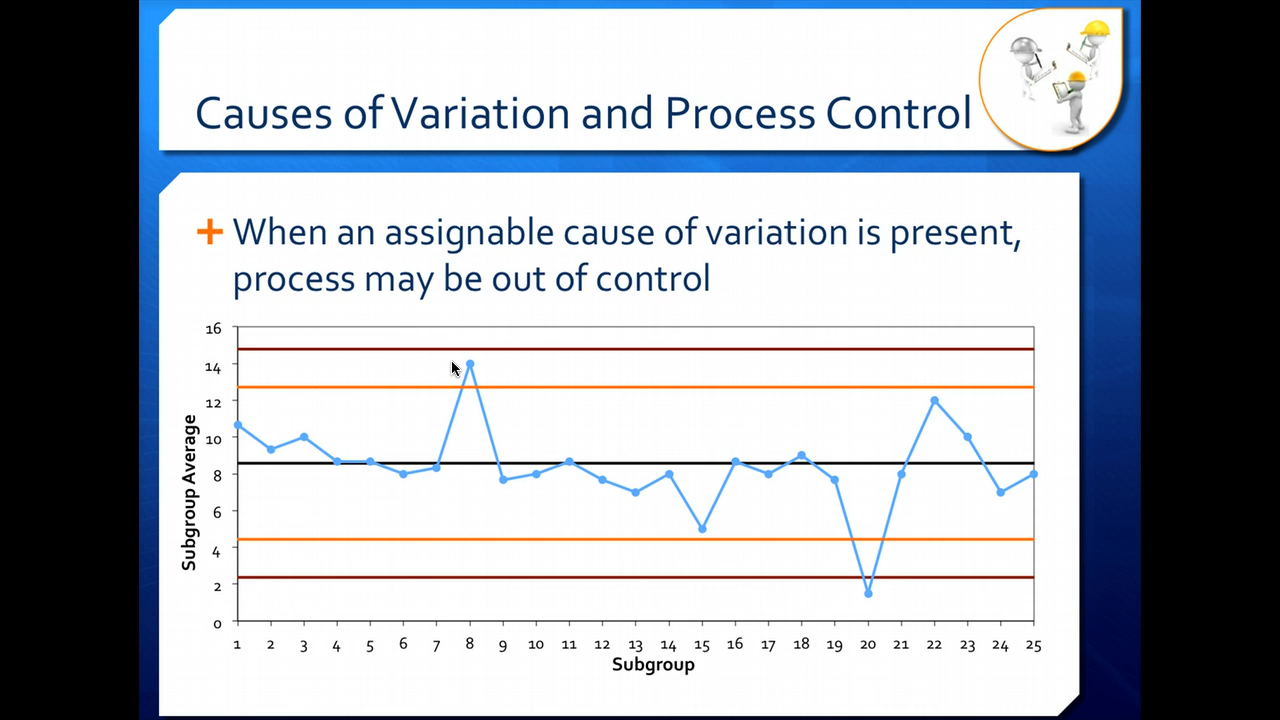 Causes of Variation and Process Control
+ When an assignable cause of variation is present,
process may be out of control
16
14
12
10
8
6
4
2
0
Subgroup Average
1 2 3 4 5 6 7 8 9 10 11 12 13 14 15 16 17 18 19 20 21 22 23 24 25
Subgroup